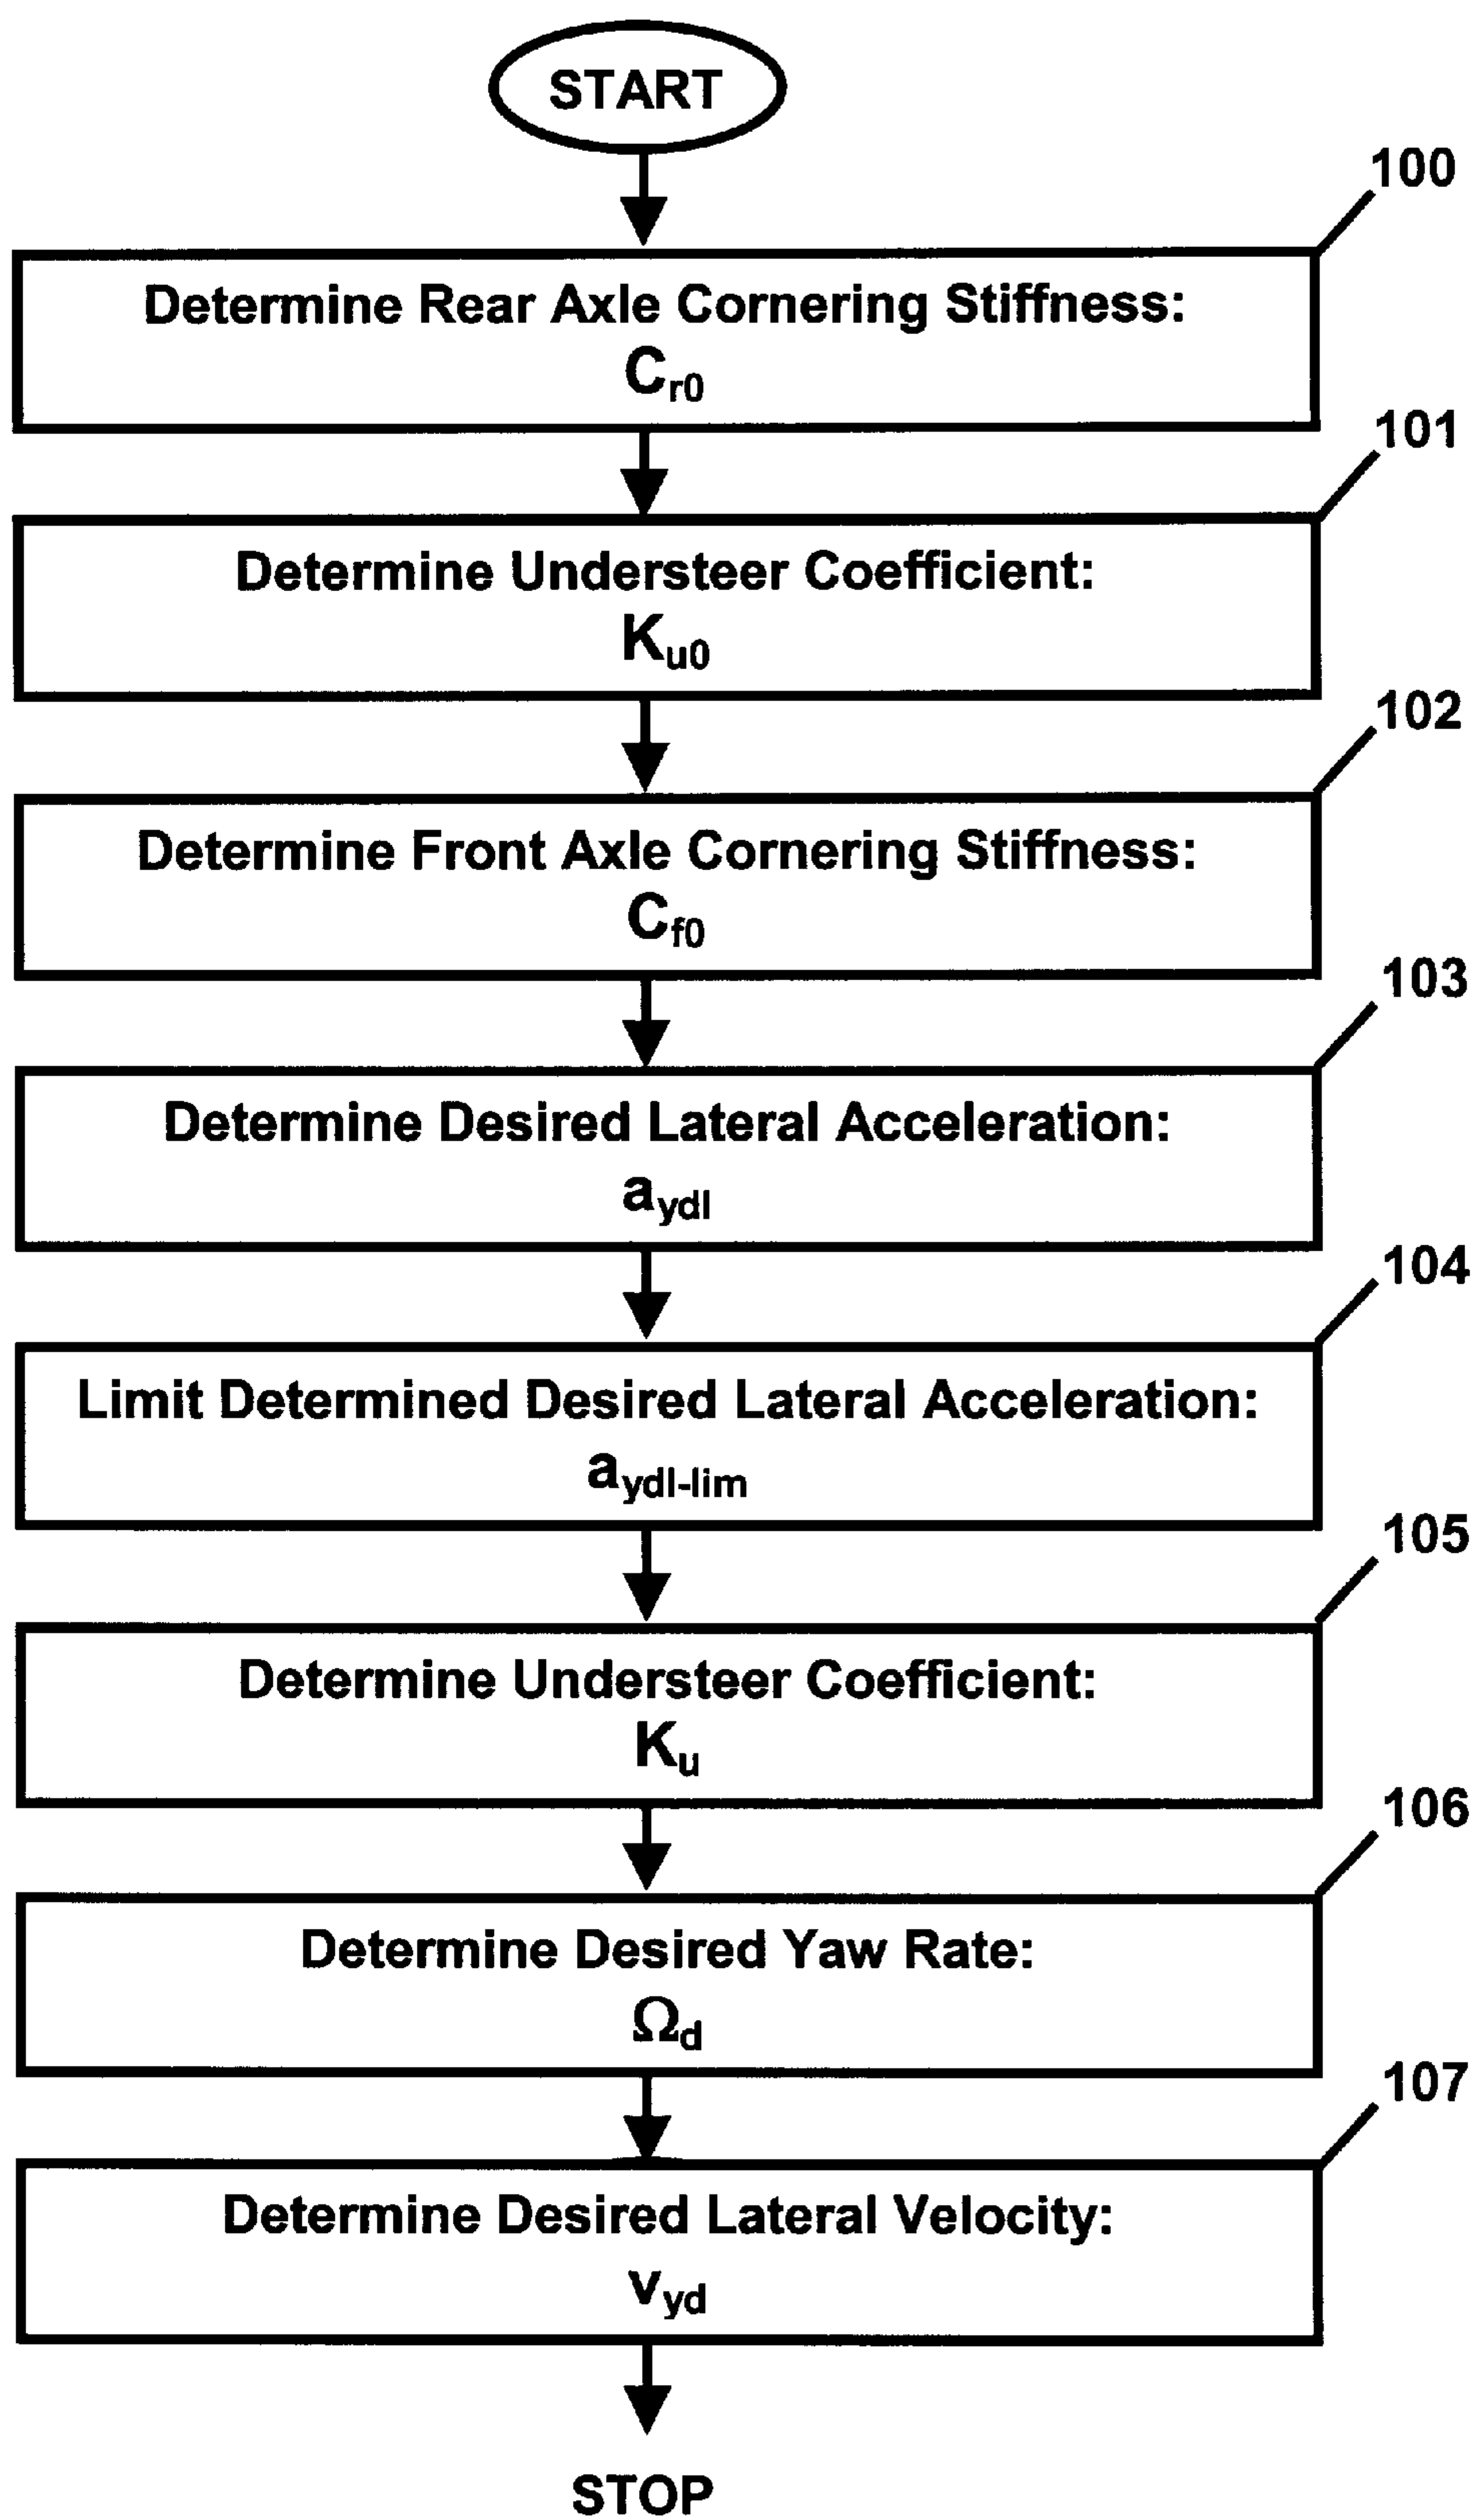 START
100
Determine Rear Axle Cornering Stiffness:
Cr0
101
Determine Understeer Coefficient:
Ku0
102
Determine Front Axle Cornering Stiffness:
Cf0
103
Determine Desired Lateral Acceleration:
aydl
104
Limit Determined Desired Lateral Acceleration:
aydl-lim
105
Determine Understeer Coefficient:
Ku
106
Determine Desired Yaw Rate:
Ωd
107
Determine Desired Lateral Velocity:
vyd
STOP